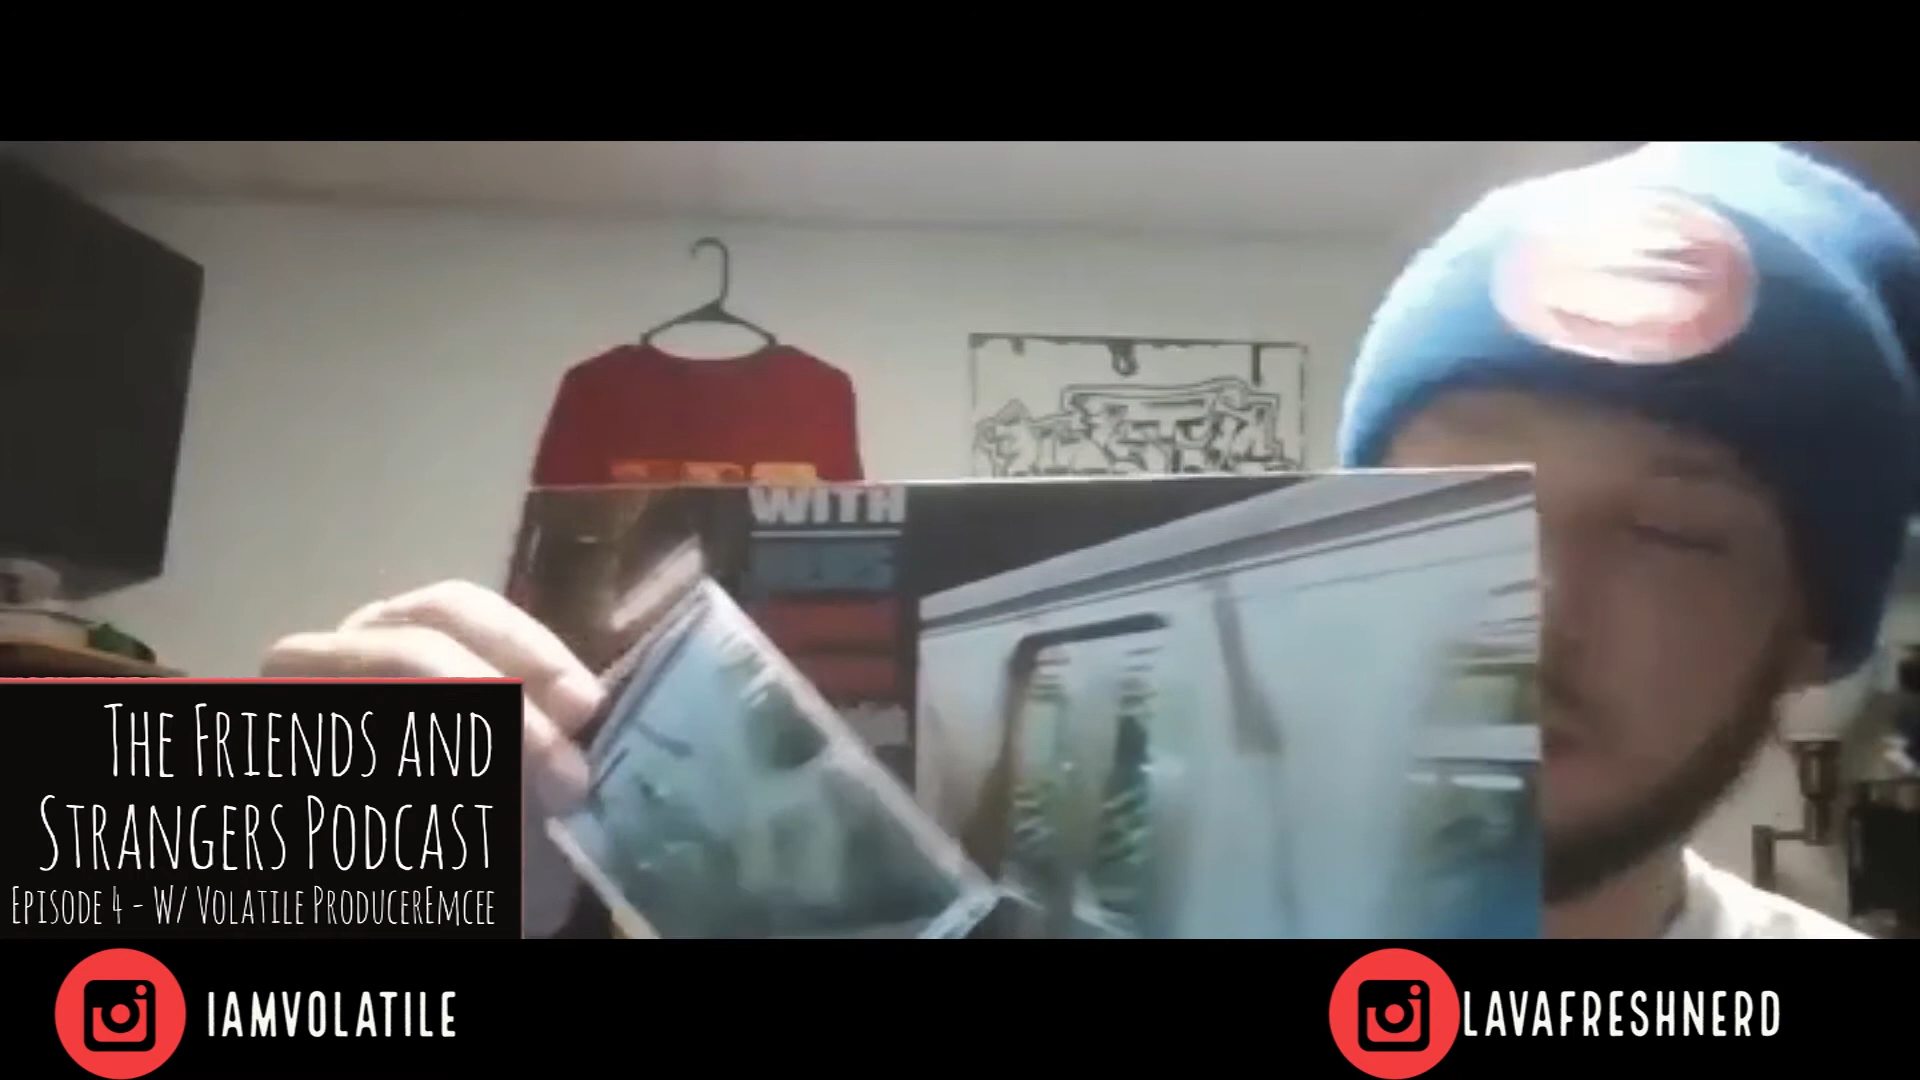 WITH
THE FRIENDS AND
STRANGERS PODCAST
EPISODE 4 - W/ VOLATILE PRODUCEREMCEE
IAMVOLATILE
LAVAFRESHNERD